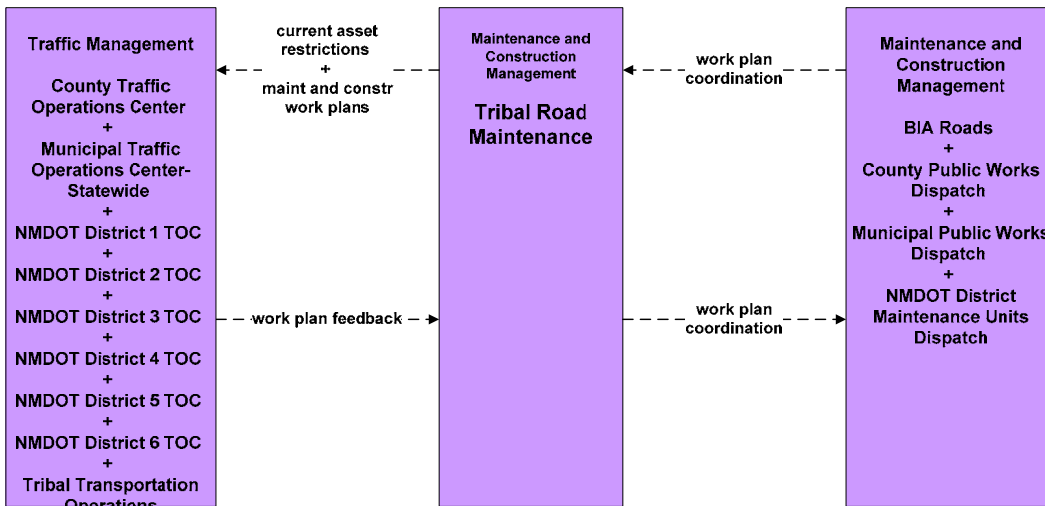 Traffic Management
County Traffic
Operations Center
+
Municipal Traffic
Operations Center-
Statewide
+
NMDOT District 1 TOC
+
NMDOT District 2 TOC
+
NMDOT District 3 TOC
+
NMDOT District 4 TOC
+
NMDOT District 5 TOC
+
NMDOT District 6 TOC
+
Tribal Transportation
Operations
current asset
restrictions
+
maint and constr
work plans
work plan feedback
Maintenance and
Construction
Management
Tribal Road
Maintenance
work plan
coordination
work plan
coordination
Maintenance and
Construction
Management
BIA Roads
+
County Public Works
Dispatch
+
Municipal Public Works
Dispatch
+
NMDOT District
Maintenance Units
Dispatch